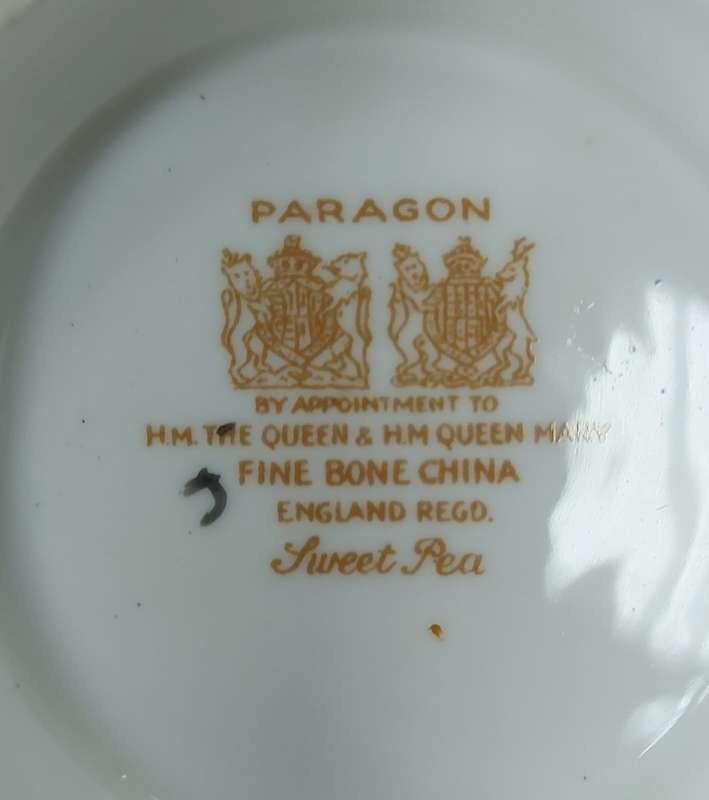 PARAGON
BY APPOINTMENT TO
H.M. THE QUEEN & H.M QUEEN MARY
FINE BONE CHINA
ENGLAND REGD.
Sweet Pea